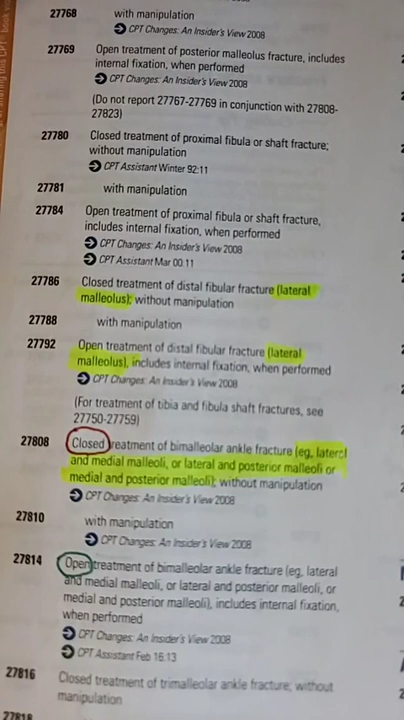 27768 with manipulation
CPT Changes: An Insider's View 2008
27769 Open treatment of posterior malleolus fracture, includes
internal fixation, when performed
CPT Changes: An Insider's View 2008
(Do not report 27767-27769 in conjunction with 27808-
27823)
27780 Closed treatment of proximal fibula or shaft fracture;
without manipulation
CPT Assistant Winter 92:11
27781 with manipulation
27784 Open treatment of proximal fibula or shaft fracture,
includes internal fixation, when performed
CPT Changes: An Insider's View 2008
CPT Assistant Mar 00:11
27786 Closed treatment of distal fibular fracture (lateral
malleolus); without manipulation
27788 with manipulation
27792 Open treatment of distal fibular fracture (lateral
malleolus), includes internal fixation, when performed
CPT Changes: An Insider's View 2008
(For treatment of tibia and fibula shaft fractures, see
27750-27759)
27808 Closed treatment of bimalleolar ankle fracture (eg, lateral
and medial malleoli, or lateral and posterior malleoli or
medial and posterior malleoli); without manipulation
CPT Changes: An Insider's View 2008
27810 with manipulation
CPT Changes: An Insider's View 2008
27814 Open treatment of bimalleolar ankle fracture (eg, lateral
and medial malleoli, or lateral and posterior malleoli, or
medial and posterior malleoli), includes internal fixation,
when performed
CPT Changes: An Insider's View 2008
CPT Assistant Feb 16:13
27816 Closed treatment of trimalleolar ankle fracture; without
manipulation
27818